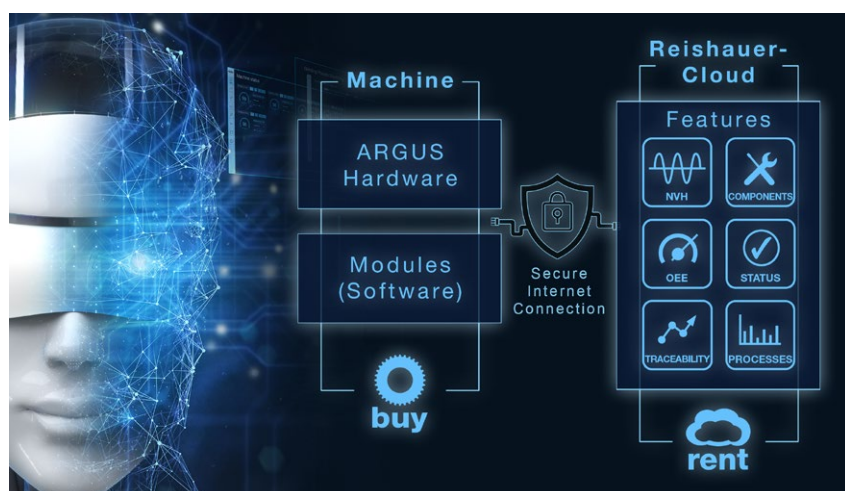 Machine
ARGUS
Hardware
Modules
(Software)
buy
Secure
Internet
Connection
Reishauer-
Cloud
Features
NVH
COMPONENTS
OEE
STATUS
TRACEABILITY
PROCESSES
rent